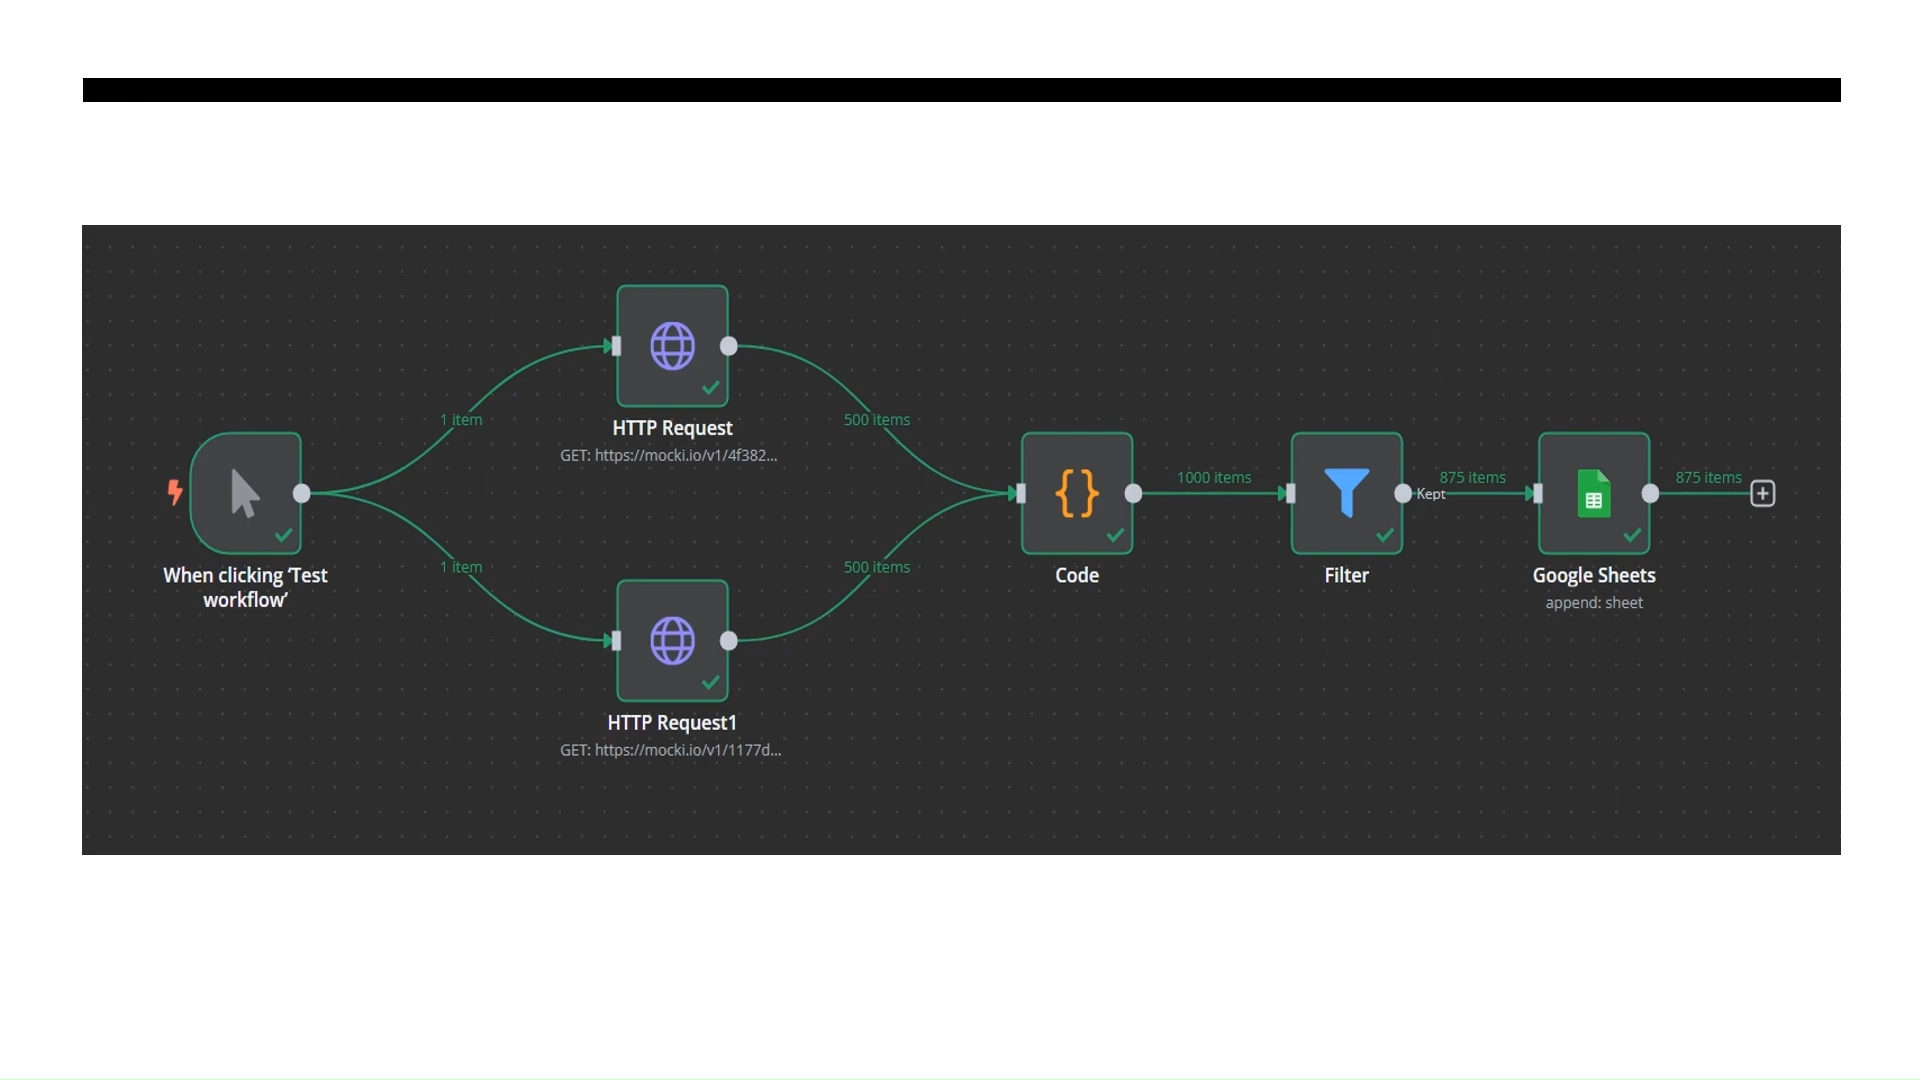 1 item
500 items
HTTP Request
GET: https://mocki.io/v1/4f382...
1000 items
875 items
875 items
Kept
1 item
500 items
When clicking ‘Test
workflow’
Code
Filter
Google Sheets
append: sheet
HTTP Request1
GET: https://mocki.io/v1/1177d...